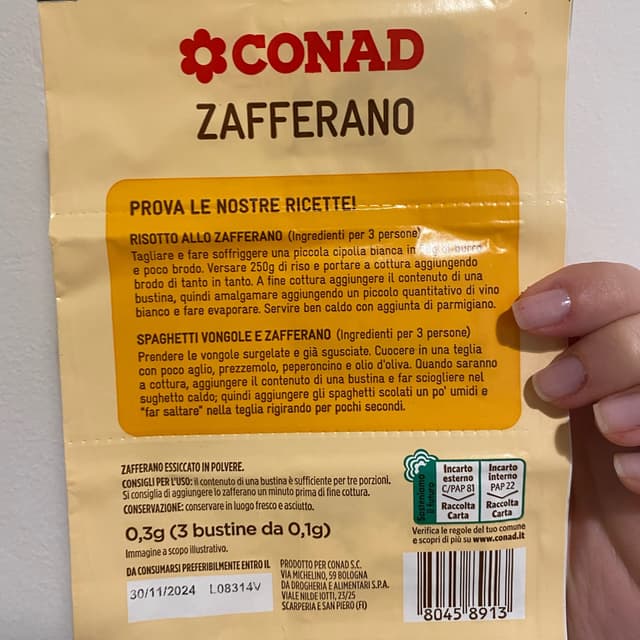 CONAD
ZAFFERANO
PROVA LE NOSTRE RICETTE!
RISOTTO ALLO ZAFFERANO (Ingredienti per 3 persone)
Tagliare e fare soffriggere una piccola cipolla bianca in
e poco brodo. Versare 250g di riso e portare a cottura aggiungendo
brodo di tanto in tanto. A fine cottura aggiungere il contenuto di una
bustina, quindi amalgamare aggiungendo un piccolo quantitativo di vino
bianco e fare evaporare. Servire ben caldo con aggiunta di parmigiano.
SPAGHETTI VONGOLE E ZAFFERANO (Ingredienti per 3 persone)
Prendere le vongole surgelate e già sgusciate. Cuocere in una teglia
con poco aglio, prezzemolo, peperoncino e olio d'oliva. Quando saranno
a cottura, aggiungere il contenuto di una bustina e far sciogliere nel
sughetto caldo; quindi aggiungere gli spaghetti scolati un po' umidi e
"far saltare" nella teglia rigirando per pochi secondi.
ZAFFERANO ESSICCATO IN POLVERE.
CONSIGLI PER L'USO: il contenuto di una bustina è sufficiente per tre porzioni.
Si consiglia di aggiungere lo zafferano un minuto prima di fine cottura.
CONSERVAZIONE: conservare in luogo fresco e asciutto.
0,3g (3 bustine da 0,1g)
Immagine a scopo illustrativo.
DA CONSUMARSI PREFERIBILMENTE ENTRO IL
30/11/2024 L08314V
PRODOTTO PER CONAD S.C.
VIA MICHELINO, 59 BOLOGNA
DA DROGHERIA E ALIMENTARI S.P.A.
VIALE NILDE IOTTI, 23/25
SCARPERIA E SAN PIERO (FI)
Sosteniamo
il futuro
Incarto
esterno
C/PAP 81
Raccolta
Carta
Incarto
interno
PAP 22
Raccolta
Carta
Verifica le regole del tuo comune
e scopri di più su www.conad.it
8045 8913